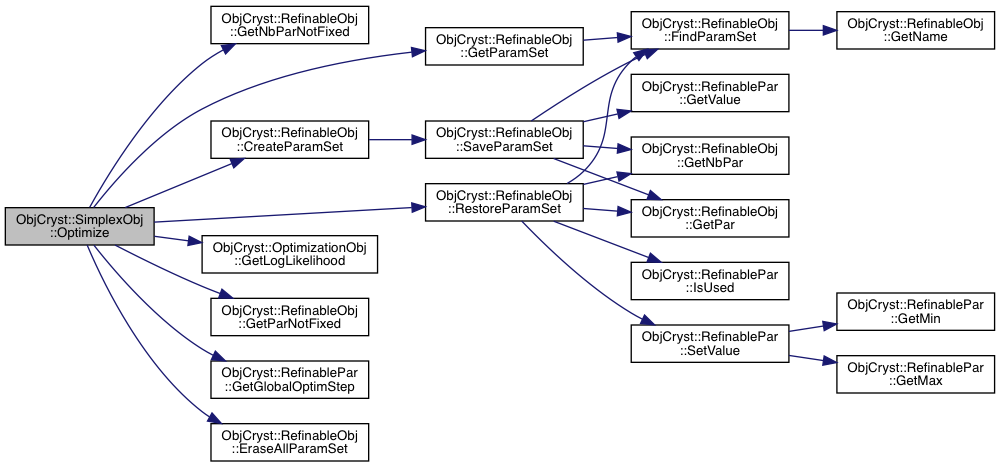 ObjCryst::SimplexObj
::Optimize
ObjCryst::RefinableObj
::GetNbParNotFixed
ObjCryst::RefinableObj
::CreateParamSet
ObjCryst::OptimizationObj
::GetLogLikelihood
ObjCryst::RefinableObj
::GetParNotFixed
ObjCryst::RefinablePar
::GetGlobalOptimStep
ObjCryst::RefinableObj
::EraseAllParamSet
ObjCryst::RefinableObj
::GetParamSet
ObjCryst::RefinableObj
::SaveParamSet
ObjCryst::RefinableObj
::RestoreParamSet
ObjCryst::RefinableObj
::FindParamSet
ObjCryst::RefinablePar
::GetValue
ObjCryst::RefinableObj
::GetNbPar
ObjCryst::RefinableObj
::GetPar
ObjCryst::RefinablePar
::IsUsed
ObjCryst::RefinablePar
::SetValue
ObjCryst::RefinableObj
::GetName
ObjCryst::RefinablePar
::GetMin
ObjCryst::RefinablePar
::GetMax